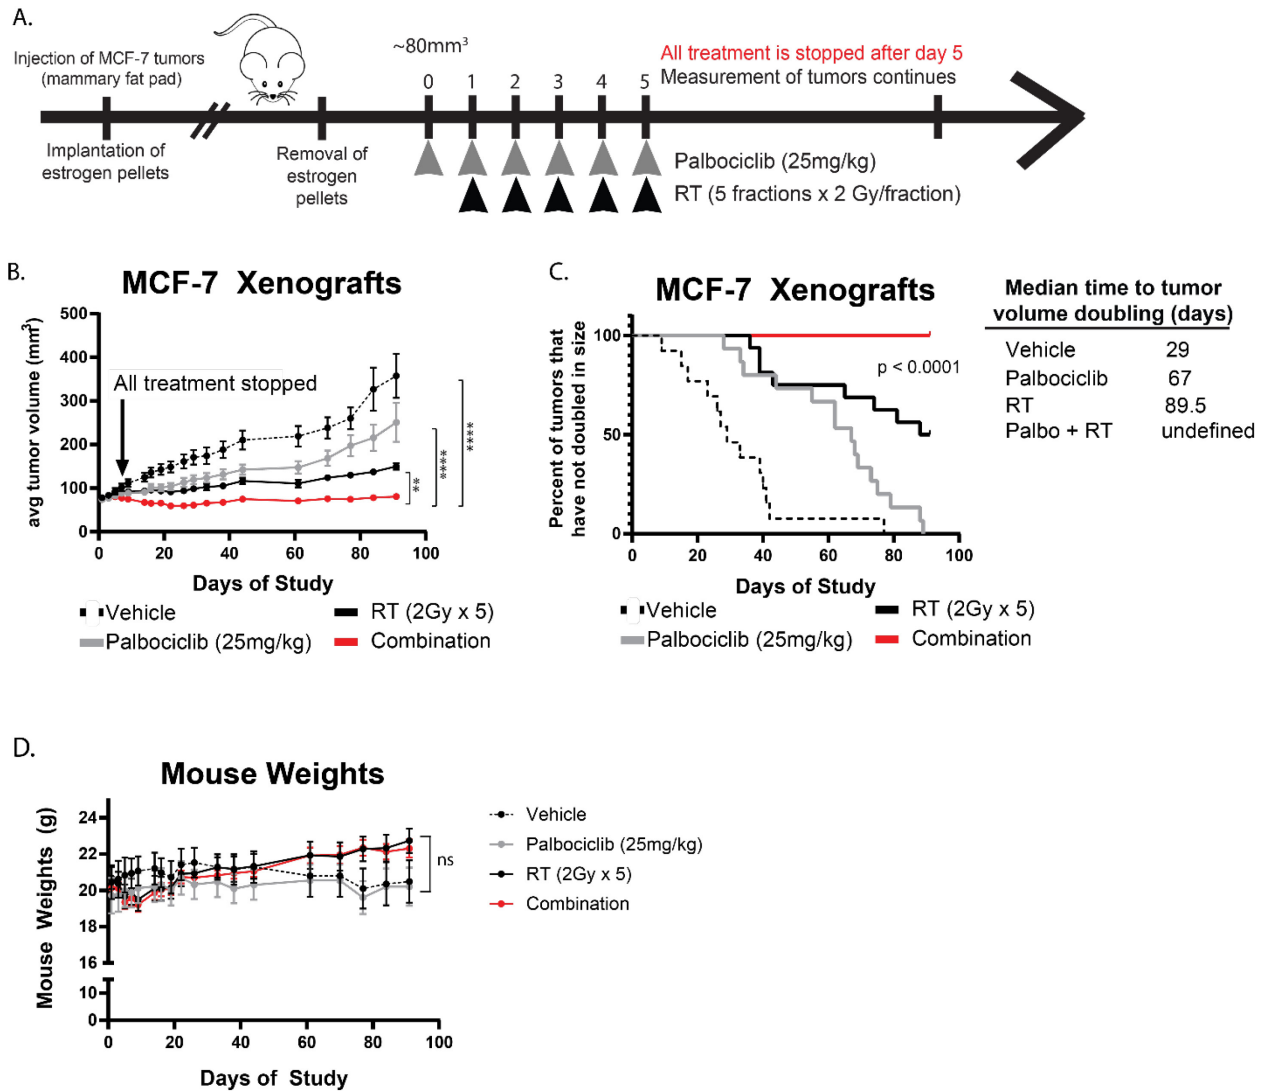 A.
Injection of MCF-7 tumors
(mammary fat pad)
~80mm³
All treatment is stopped after day 5
Measurement of tumors continues
0 1 2 3 4 5
Implantation of
estrogen pellets
Removal of
estrogen
pellets
Palbociclib (25mg/kg)
RT (5 fractions x 2 Gy/fraction)
B.
MCF-7 Xenografts
avg tumor volume (mm³)
500
400
300
200
100
0
All treatment stopped
****
****
**
0 20 40 60 80 100
Days of Study
Vehicle
RT (2Gy x 5)
Palbociclib (25mg/kg)
Combination
C.
MCF-7 Xenografts
Percent of tumors that
have not doubled in size
100
50
0
p < 0.0001
0 20 40 60 80 100
Days of Study
Vehicle
RT (2Gy x 5)
Palbociclib (25mg/kg)
Combination
Median time to tumor
volume doubling (days)
Vehicle 29
Palbociclib 67
RT 89.5
Palbo + RT undefined
D.
Mouse Weights
Mouse Weights (g)
24
22
20
18
16
10
0
ns
0 20 40 60 80 100
Days of Study
Vehicle
Palbociclib (25mg/kg)
RT (2Gy x 5)
Combination